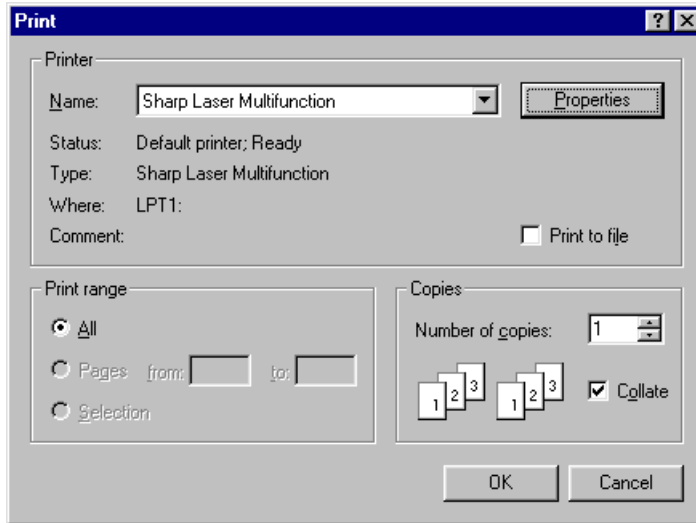 Print
Printer
Name: Sharp Laser Multifunction Properties
Status: Default printer; Ready
Type: Sharp Laser Multifunction
Where: LPT1:
Comment: Print to file
Print range
All
Pages from: to:
Selection
Copies
Number of copies: 1
1 2 3 1 2 3 Collate
OK Cancel